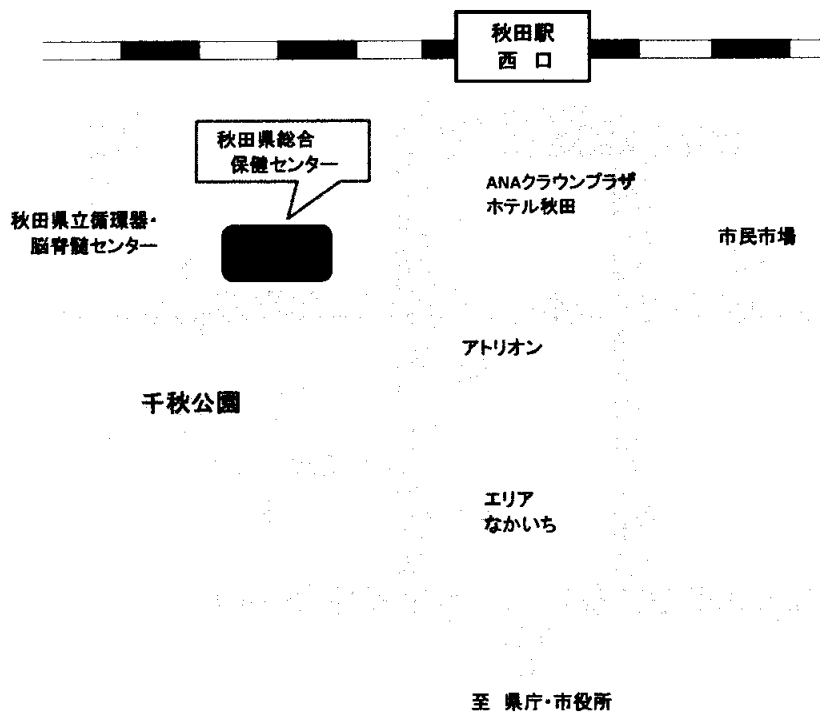 秋田駅
西 口
秋田県総合
保健センター
ANAクラウンプラザ
ホテル秋田
秋田県立循環器・
脳脊髄センター
市民市場
アトリオン
千秋公園
エリア
なかいち
至 県庁・市役所